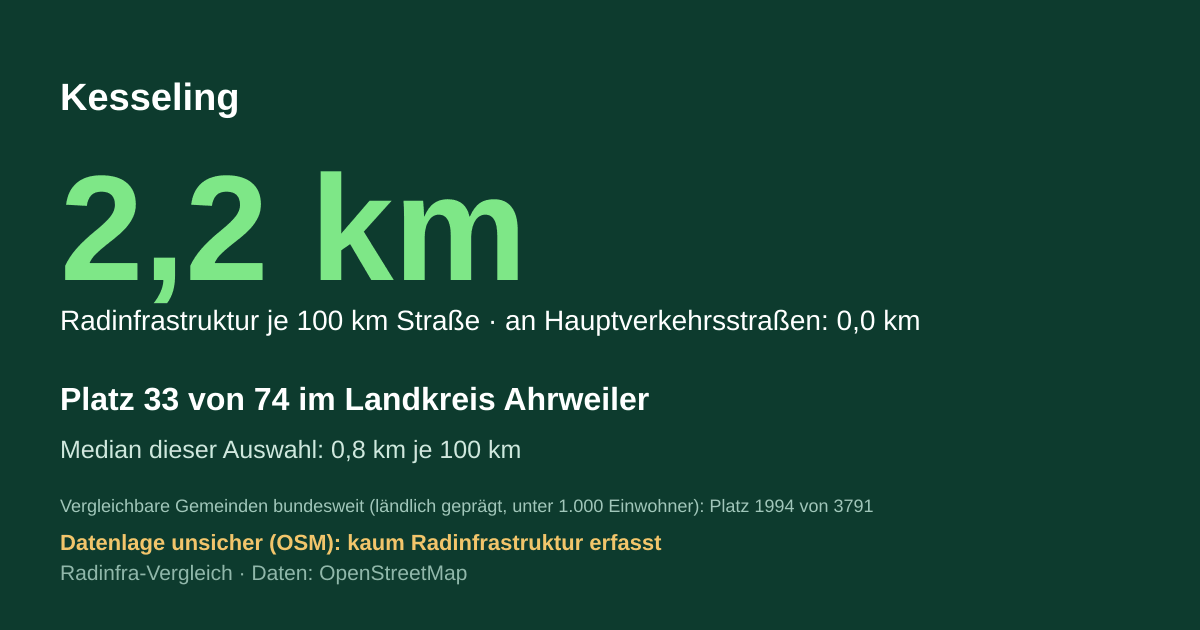 Kesseling
2,2 km
Radinfrastruktur je 100 km Straße · an Hauptverkehrsstraßen: 0,0 km
Platz 33 von 74 im Landkreis Ahrweiler
Median dieser Auswahl: 0,8 km je 100 km
Vergleichbare Gemeinden bundesweit (ländlich geprägt, unter 1.000 Einwohner): Platz 1994 von 3791
Datenlage unsicher (OSM): kaum Radinfrastruktur erfasst
Radinfra-Vergleich · Daten: OpenStreetMap